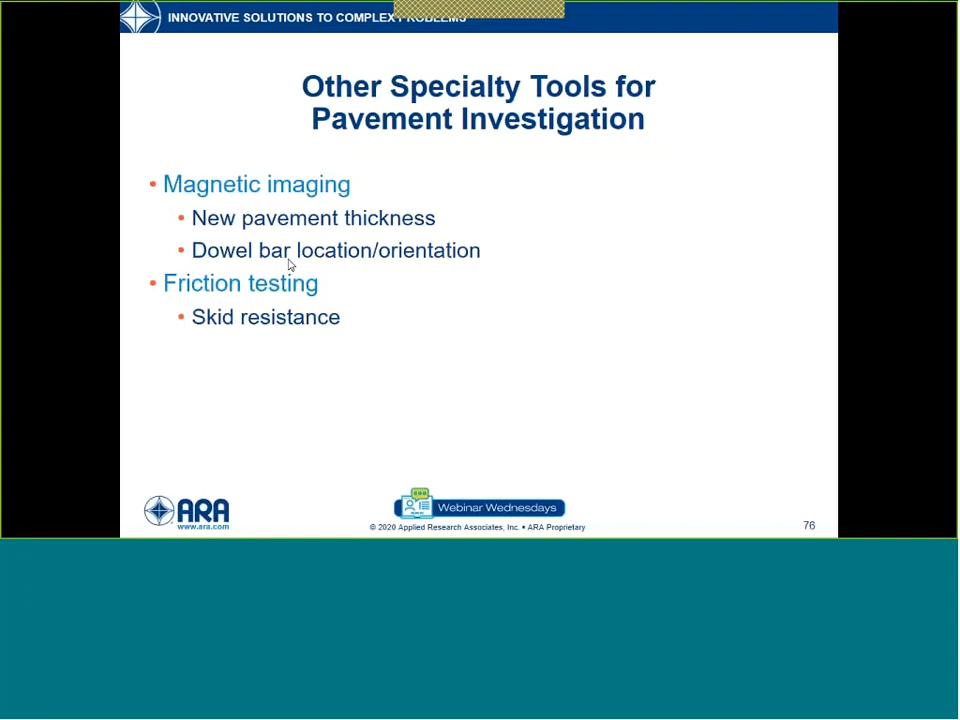 INNOVATIVE SOLUTIONS TO COMPLEX PROBLEMS
Other Specialty Tools for
Pavement Investigation
• Magnetic imaging
• New pavement thickness
• Dowel bar location/orientation
• Friction testing
• Skid resistance
ARA
www.ara.com
Webinar Wednesdays
© 2020 Applied Research Associates, Inc. • ARA Proprietary
76